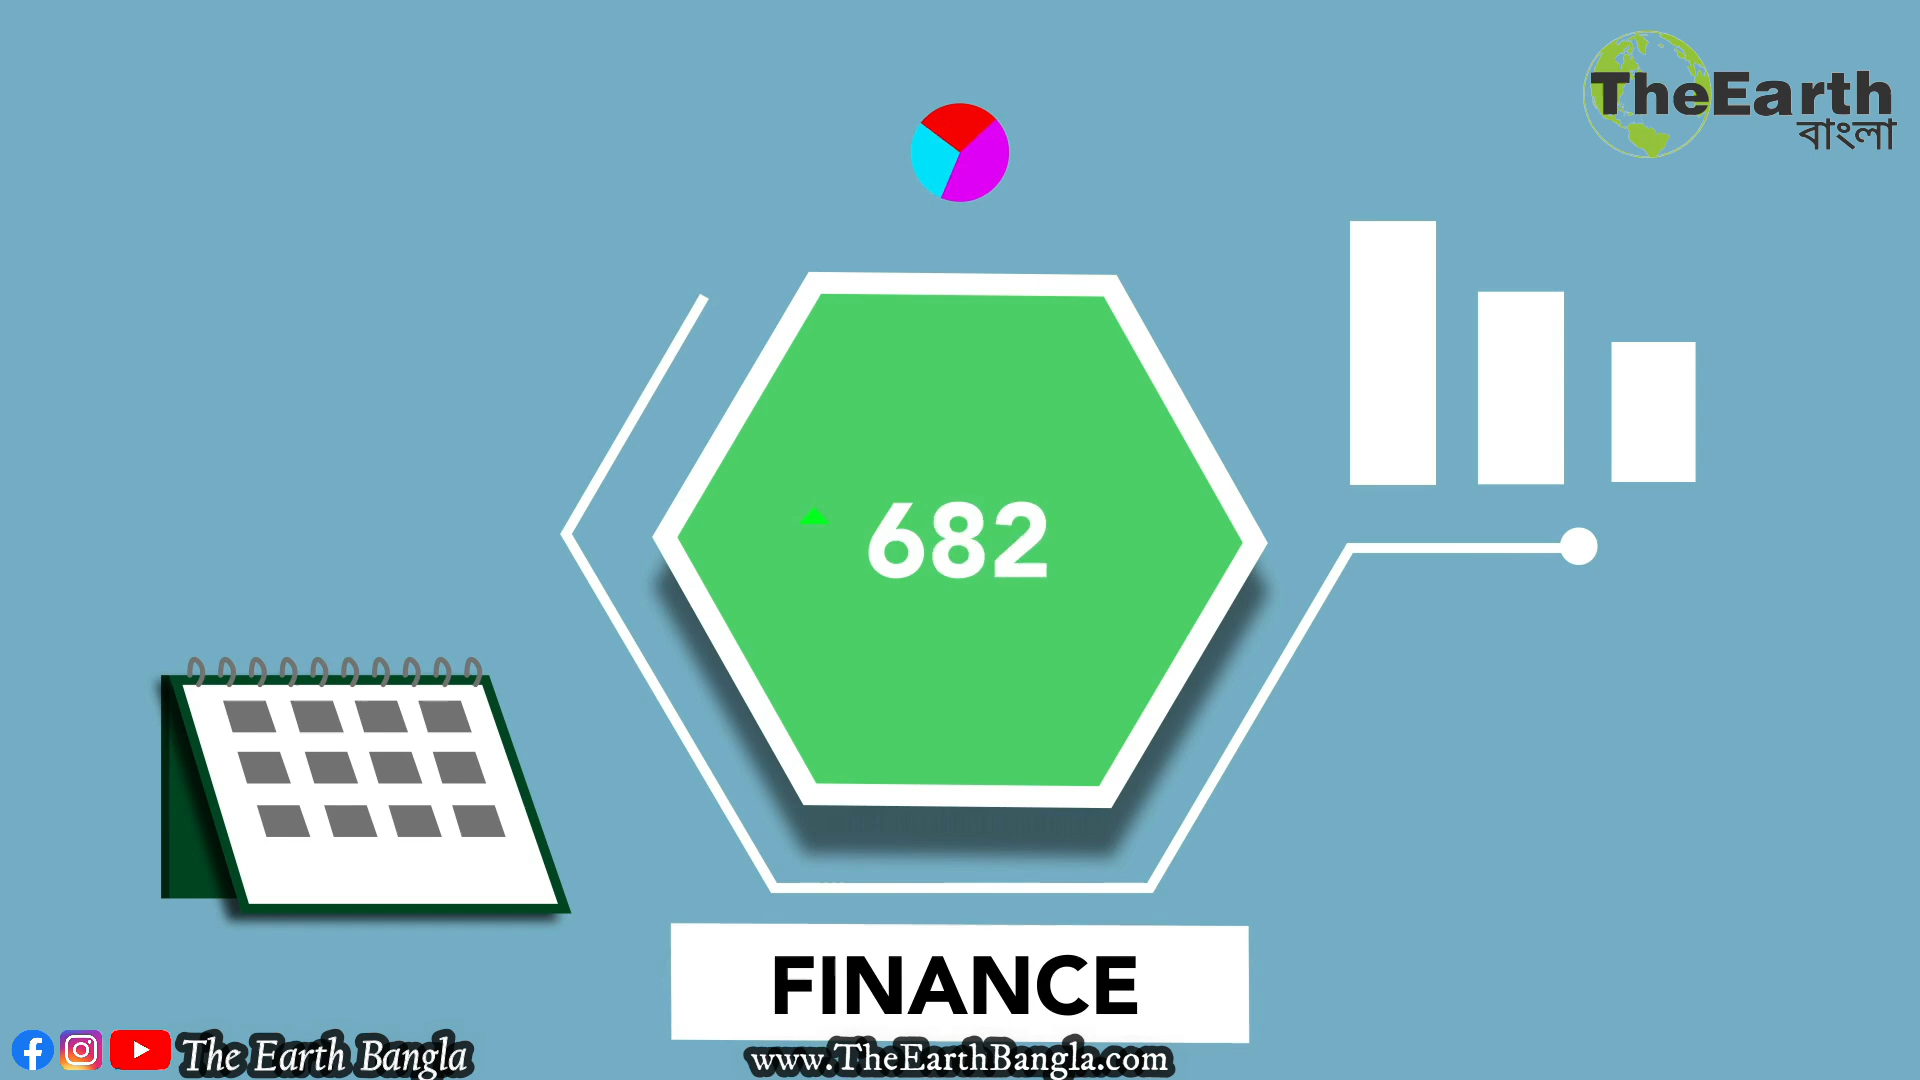 TheEarth
বাংলা
682
FINANCE
The Earth Bangla
www.TheEarthBangla.com